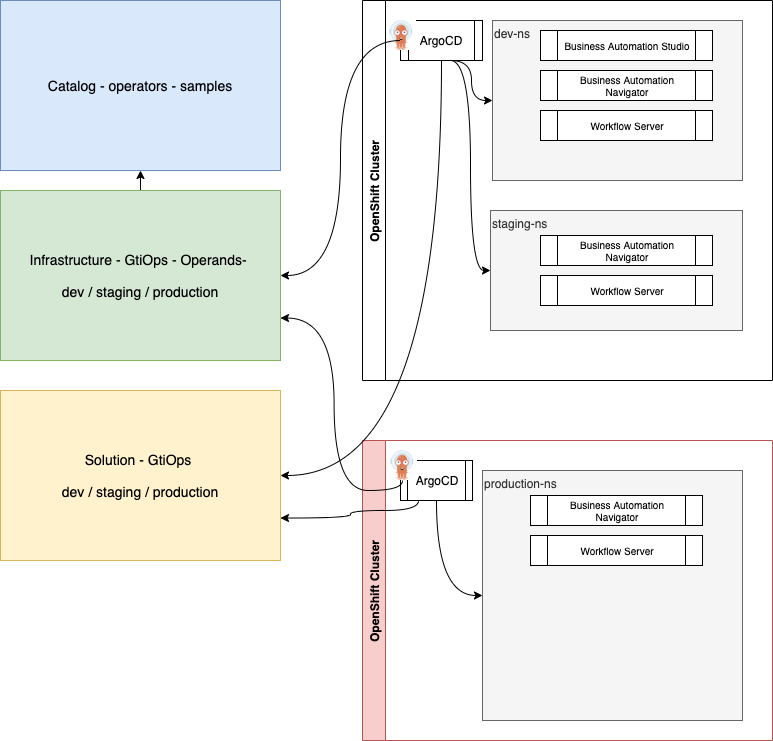 Catalog - operators - samples
Infrastructure - GtiOps - Operands-
dev / staging / production
Solution - GtiOps
dev / staging / production
OpenShift Cluster
ArgoCD
dev-ns
Business Automation Studio
Business Automation
Navigator
Workflow Server
staging-ns
Business Automation
Navigator
Workflow Server
OpenShift Cluster
ArgoCD
production-ns
Business Automation
Navigator
Workflow Server